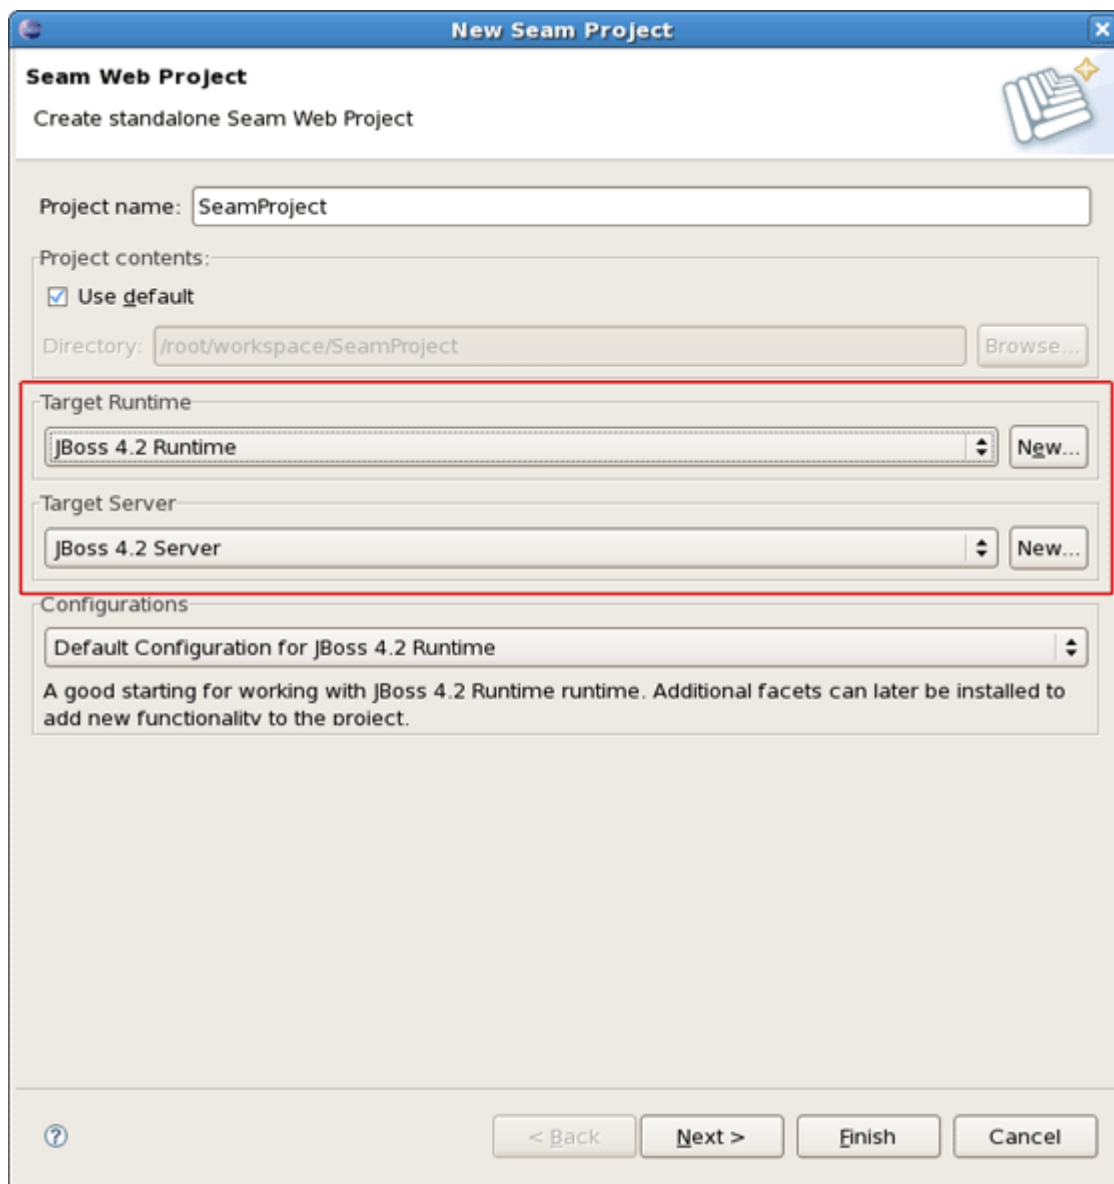 New Seam Project
Seam Web Project
Create standalone Seam Web Project
Project name: SeamProject
Project contents:
Use default
Directory: /root/workspace/SeamProject Browse...
Target Runtime
JBoss 4.2 Runtime New...
Target Server
JBoss 4.2 Server New...
Configurations
Default Configuration for JBoss 4.2 Runtime
A good starting for working with JBoss 4.2 Runtime runtime. Additional facets can later be installed to
add new functionality to the project.
? < Back Next > Finish Cancel